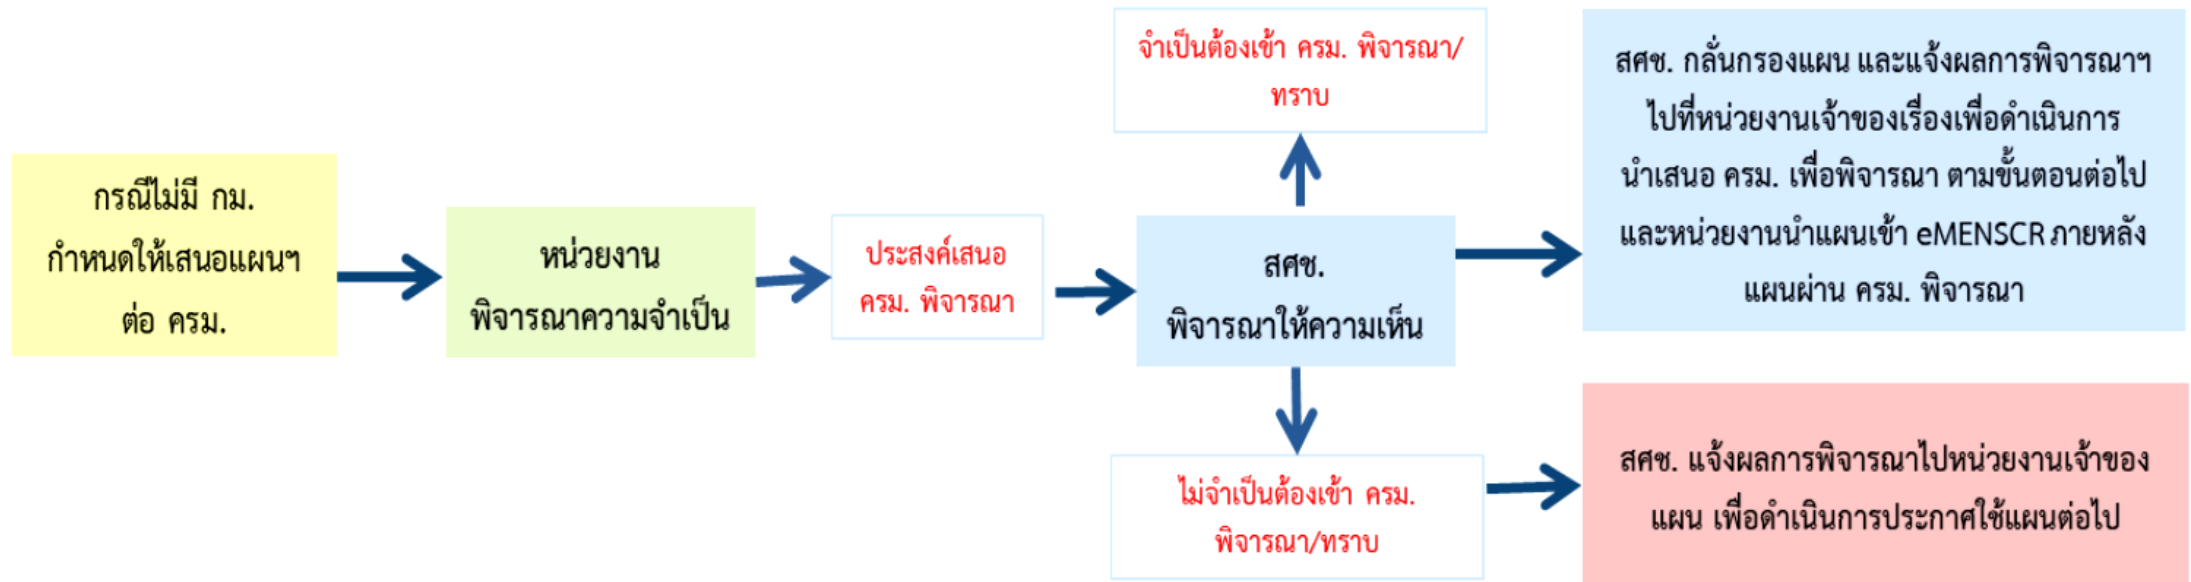 กรณีไม่มี กม.
กำหนดให้เสนอแผนฯ
ต่อ ครม.
หน่วยงาน
พิจารณาความจำเป็น
ประสงค์เสนอ
ครม. พิจารณา
สศช.
พิจารณาให้ความเห็น
จำเป็นต้องเข้า ครม. พิจารณา/
ทราบ
สศช. กลั่นกรองแผน และแจ้งผลการพิจารณาฯ
ไปที่หน่วยงานเจ้าของเรื่องเพื่อดำเนินการ
นำเสนอ ครม. เพื่อพิจารณา ตามขั้นตอนต่อไป
และหน่วยงานนำแผนเข้า eMENSCR ภายหลัง
แผนผ่าน ครม. พิจารณา
ไม่จำเป็นต้องเข้า ครม.
พิจารณา/ทราบ
สศช. แจ้งผลการพิจารณาไปหน่วยงานเจ้าของ
แผน เพื่อดำเนินการประกาศใช้แผนต่อไป